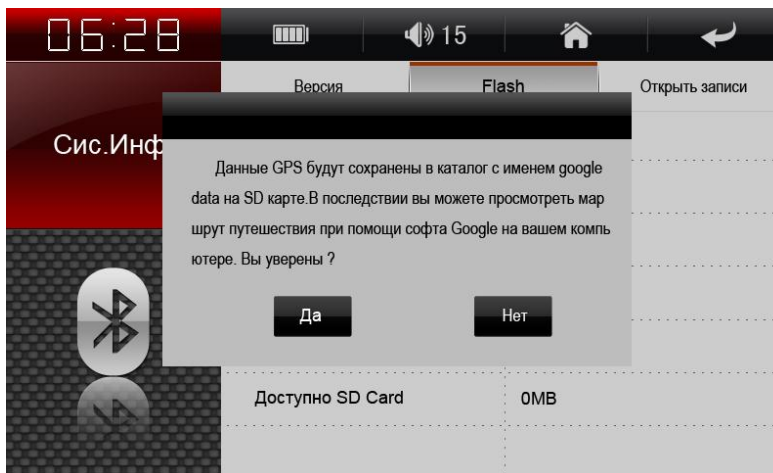 06:28
15
Версия
Flash
Открыть записи
Сис.Инф
Данные GPS будут сохранены в каталог с именем google
data на SD карте.В последствии вы можете просмотреть мар
шрут путешествия при помощи софта Google на вашем компь
ютере. Вы уверены ?
Да
Нет
Доступно SD Card
0MB